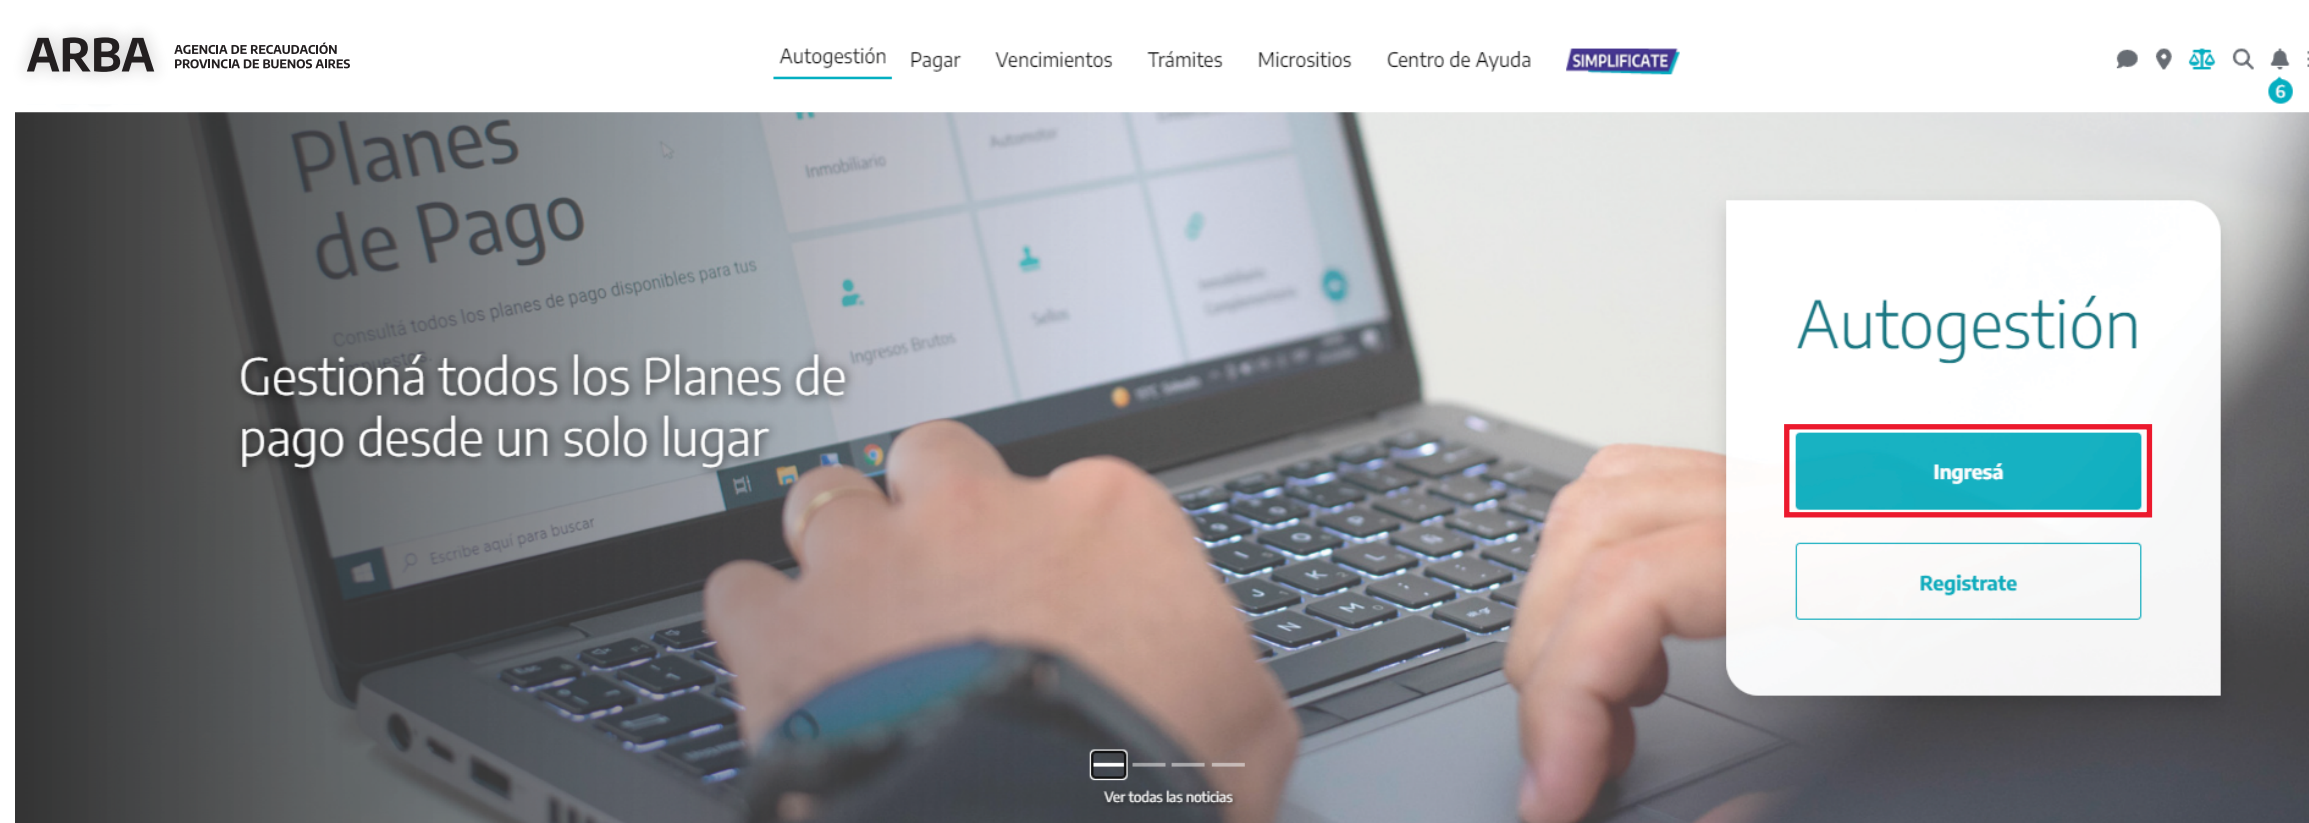 ARBA
AGENCIA DE RECAUDACIÓN
PROVINCIA DE BUENOS AIRES
Autogestión
Pagar
Vencimientos
Trámites
Micrositios
Centro de Ayuda
SIMPLIFICATE
6
Planes
de Pago
Consultá todos los planes de pago disponibles para tus
Inmobiliario
Automotor
Ingresos Brutos
Sellos
Inmobiliario
Complementario
Escribe aquí para buscar
Gestioná todos los Planes de
pago desde un solo lugar
Autogestión
Ingresá
Registrate
Ver todas las noticias